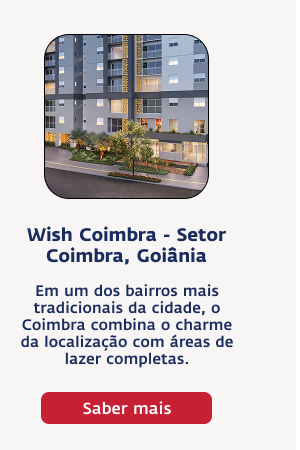 Wish Coimbra - Setor
Coimbra, Goiânia
Em um dos bairros mais
tradicionais da cidade, o
Coimbra combina o charme
da localização com áreas de
lazer completas.
Saber mais